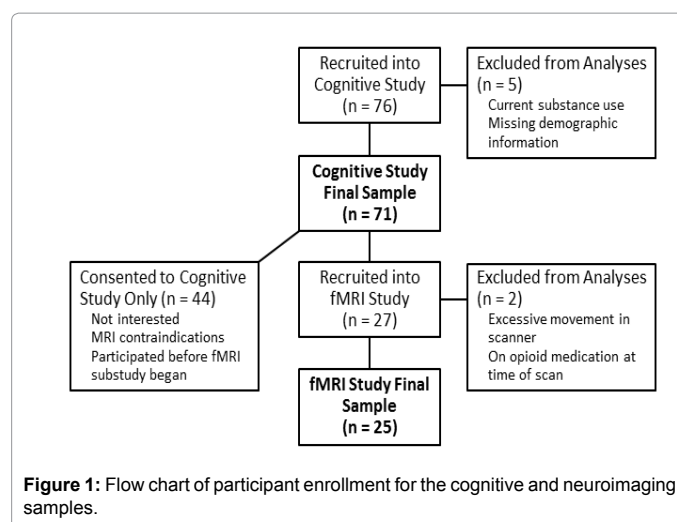 Recruited into
Cognitive Study
(n = 76)
Excluded from Analyses
(n = 5)
Current substance use
Missing demographic
information
Cognitive Study
Final Sample
(n = 71)
Consented to Cognitive
Study Only (n = 44)
Not interested
MRI contraindications
Participated before fMRI
substudy began
Recruited into
fMRI Study
(n = 27)
Excluded from Analyses
(n = 2)
Excessive movement in
scanner
On opioid medication at
time of scan
fMRI Study Final
Sample
(n = 25)
Figure 1: Flow chart of participant enrollment for the cognitive and neuroimaging
samples.